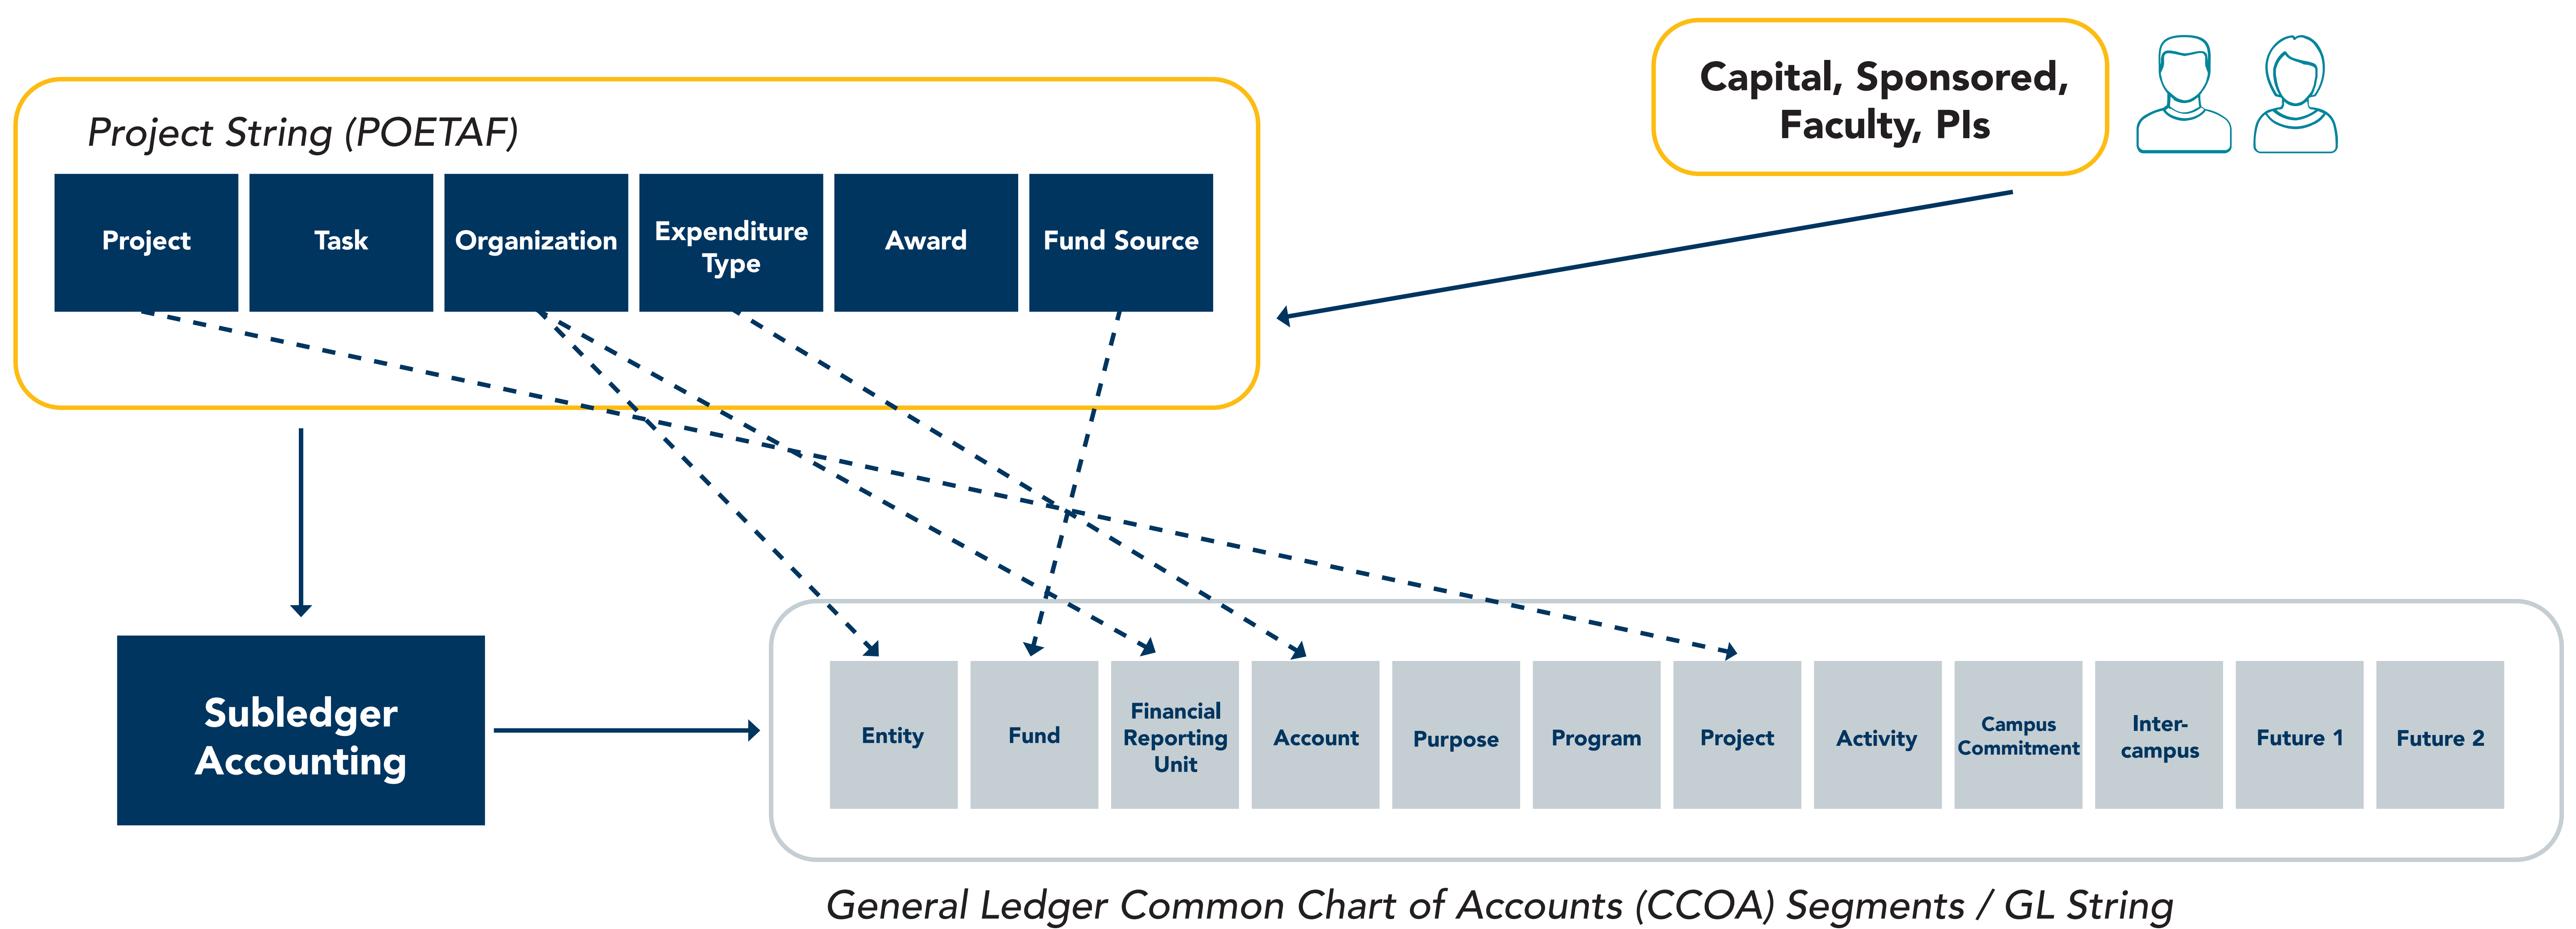 Capital, Sponsored,
Faculty, PIs
Project String (POETAF)
Project
Task
Organization
Expenditure
Type
Award
Fund Source
Subledger
Accounting
Entity
Fund
Financial
Reporting
Unit
Account
Purpose
Program
Project
Activity
Campus
Commitment
Inter-
campus
Future 1
Future 2
General Ledger Common Chart of Accounts (CCOA) Segments / GL String